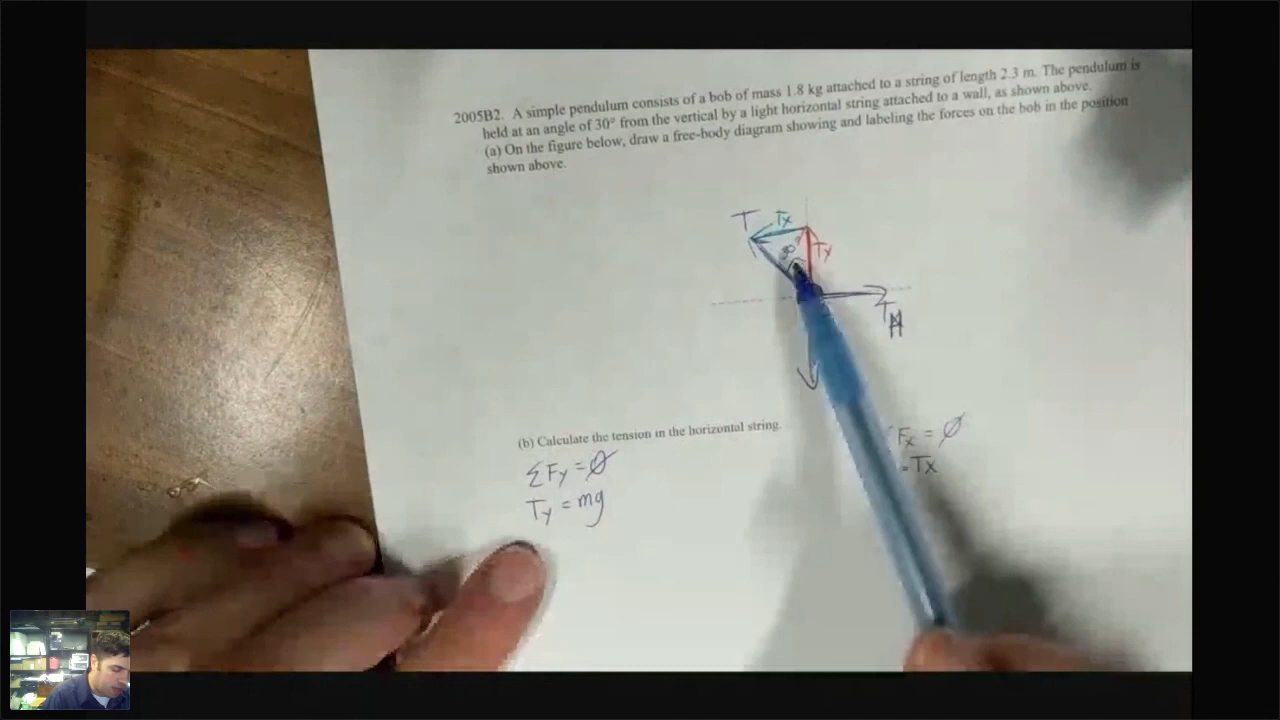 2005B2. A simple pendulum consists of a bob of mass 1.8 kg attached to a string of length 2.3 m. The pendulum is
held at an angle of 30° from the vertical by a light horizontal string attached to a wall, as shown above.
(a) On the figure below, draw a free-body diagram showing and labeling the forces on the bob in the position
shown above.
T
Tx
30
Ty
TH
(b) Calculate the tension in the horizontal string.
ΣFy = ∅
Ty = mg
Fx = ∅
Tx